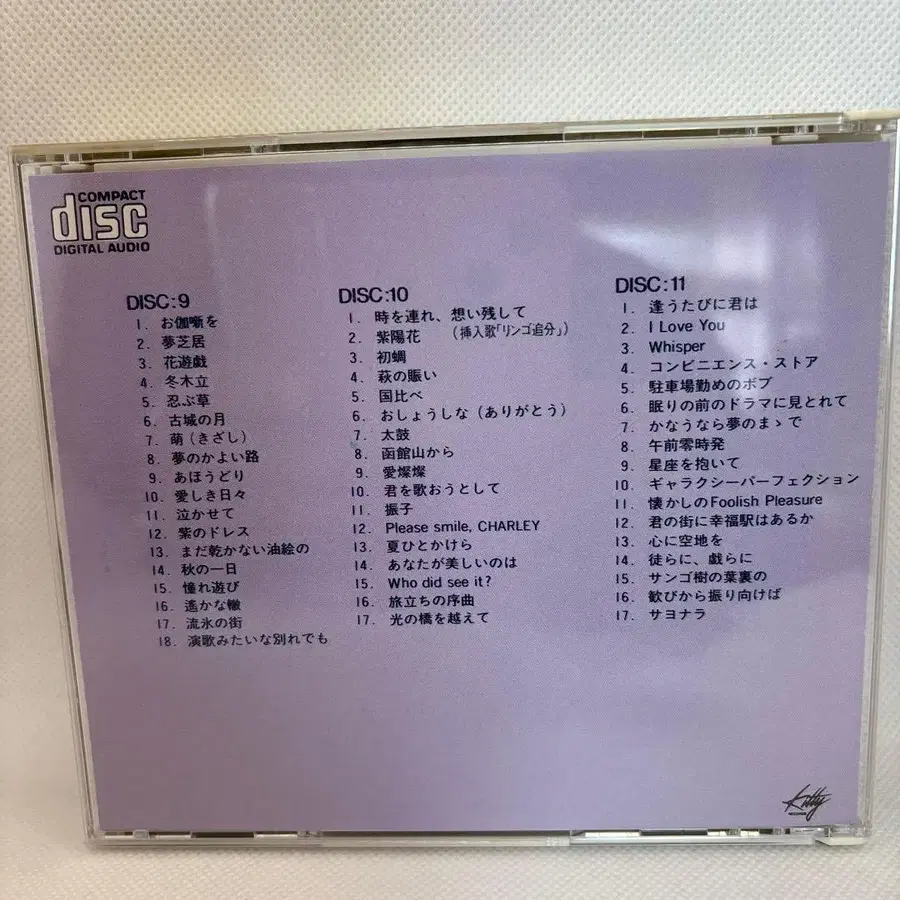 COMPACT
disc
DIGITAL AUDIO
DISC:9
1. お伽噺を
2. 夢芝居
3. 花遊戯
4. 冬木立
5. 忍ぶ草
6. 古城の月
7. 萌(きざし)
8. 夢のかよい路
9. あほうどり
10. 愛しき日々
11. 泣かせて
12. 紫のドレス
13. まだ乾かない油絵の
14. 秋の一日
15. 憧れ遊び
16. 遙かな轍
17. 流氷の街
18. 演歌みたいな別れでも
DISC:10
1. 時を連れ、想い残して
2. 紫陽花 (挿入歌「リンゴ追分」)
3. 初蜩
4. 萩の賑い
5. 国比べ
6. おしょうしな(ありがとう)
7. 太鼓
8. 函館山から
9. 愛燦燦
10. 君を歌おうとして
11. 振子
12. Please smile, CHARLEY
13. 夏ひとかけら
14. あなたが美しいのは
15. Who did see it?
16. 旅立ちの序曲
17. 光の橋を越えて
DISC:11
1. 逢うたびに君は
2. I Love You
3. Whisper
4. コンビニエンス・ストア
5. 駐車場勤めのボブ
6. 眠りの前のドラマに見とれて
7. かなうなら夢のまゝで
8. 午前零時発
9. 星座を抱いて
10. ギャラクシーパーフェクション
11. 懐かしのFoolish Pleasure
12. 君の街に幸福駅はあるか
13. 心に空地を
14. 徒らに、戯らに
15. サンゴ樹の葉裏の
16. 歓びから振り向けば
17. サヨナラ
Kitty